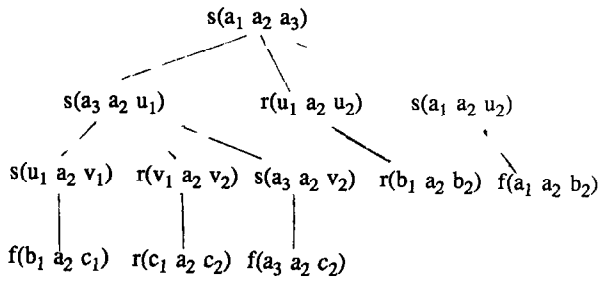 s(a₁ a₂ a₃)
s(a₃ a₂ u₁) r(u₁ a₂ u₂) s(a₁ a₂ u₂)
s(u₁ a₂ v₁) r(v₁ a₂ v₂) s(a₃ a₂ v₂) r(b₁ a₂ b₂) f(a₁ a₂ b₂)
f(b₁ a₂ c₁) r(c₁ a₂ c₂) f(a₃ a₂ c₂)